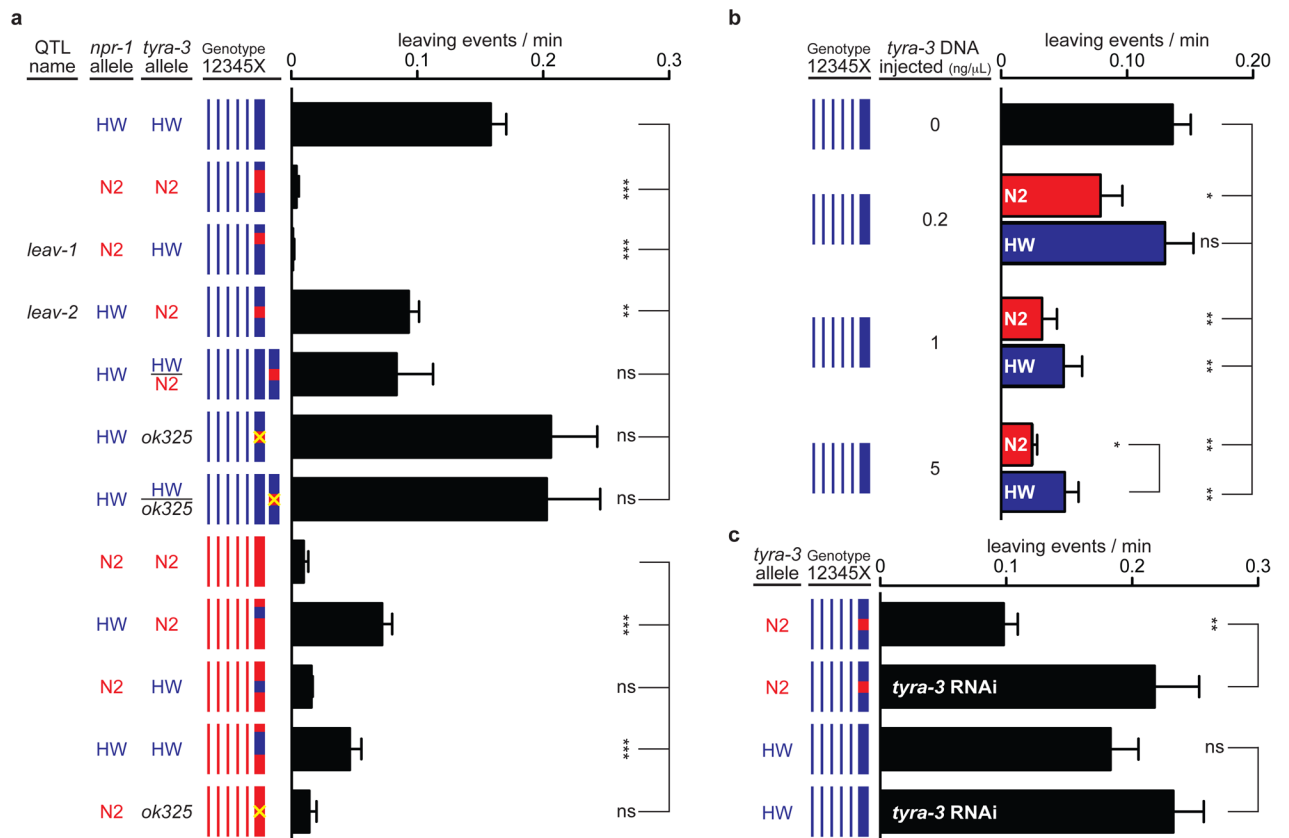 a
QTL name
npr-1 allele
tyra-3 allele
Genotype 12345X
leaving events / min
0 0.1 0.2 0.3
HW HW
N2 N2 ***
leav-1 N2 HW ***
leav-2 HW N2 **
HW HW/N2 ns
HW ok325 ns
HW HW/ok325 ns
N2 N2
HW N2 ***
N2 HW ns
HW HW ***
N2 ok325 ns
b
Genotype 12345X
tyra-3 DNA injected (ng/µL)
leaving events / min
0 0.10 0.20
0
0.2
N2 *
HW ns
1
N2 **
HW **
5
N2 * **
HW **
c
tyra-3 allele
Genotype 12345X
leaving events / min
0 0.1 0.2 0.3
N2 **
N2 tyra-3 RNAi
HW ns
HW tyra-3 RNAi